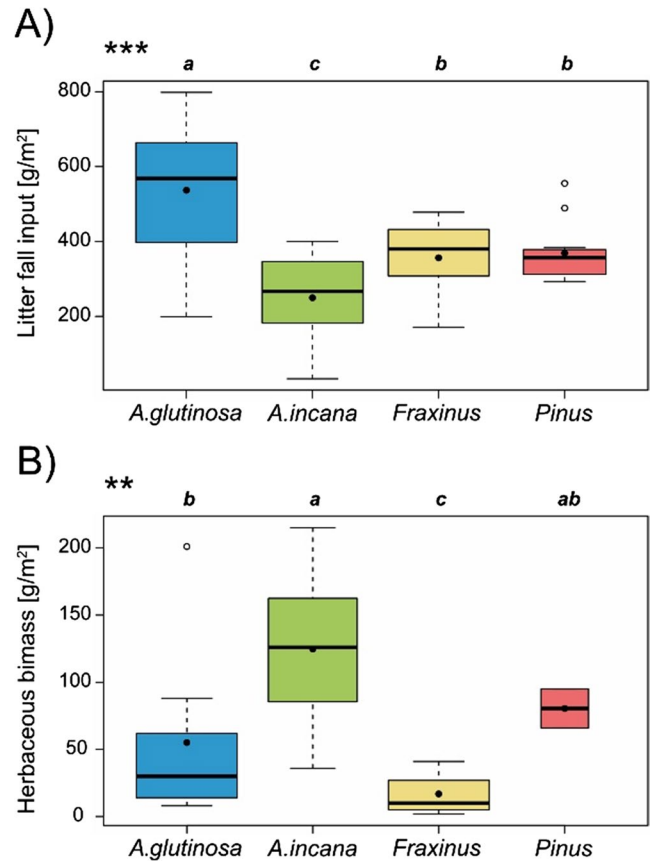 A)
*** a c b b
Litter fall input [g/m²]
800
600
400
200
A.glutinosa A.incana Fraxinus Pinus
B)
** b a c ab
Herbaceous bimass [g/m²]
200
150
100
50
0
A.glutinosa A.incana Fraxinus Pinus